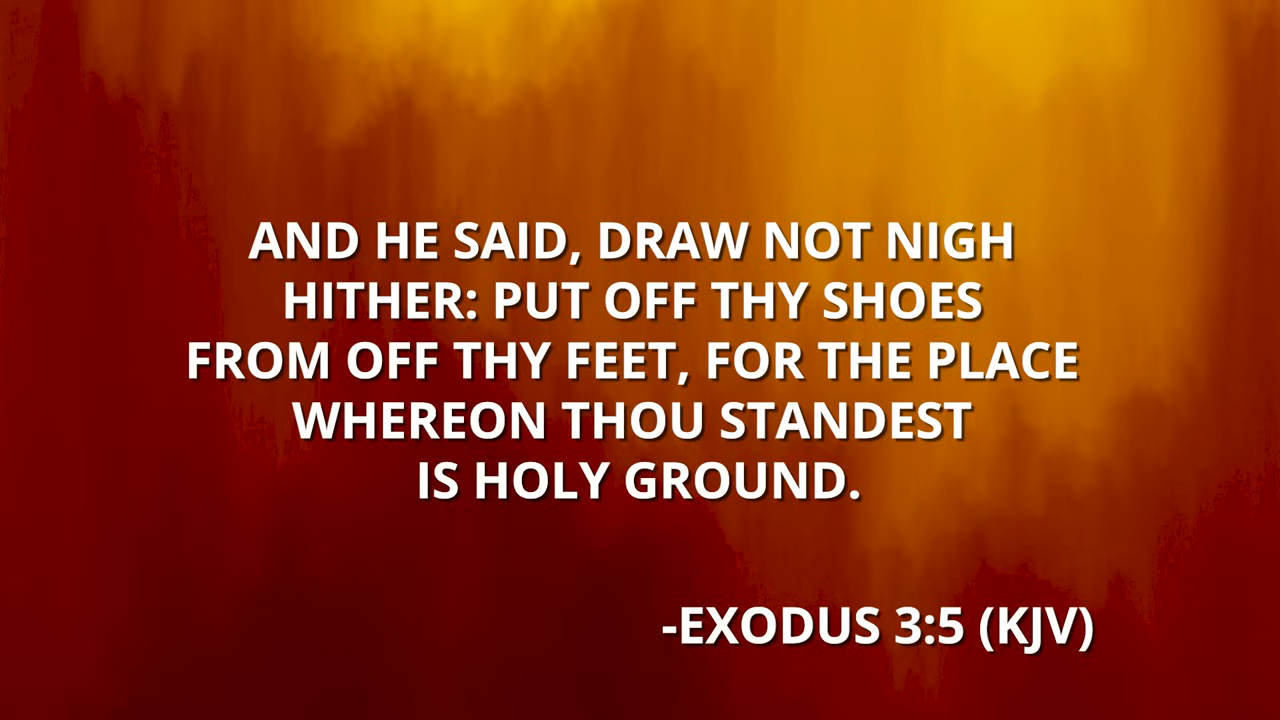 AND HE SAID, DRAW NOT NIGH
HITHER: PUT OFF THY SHOES
FROM OFF THY FEET, FOR THE PLACE
WHEREON THOU STANDEST
IS HOLY GROUND.
-EXODUS 3:5 (KJV)